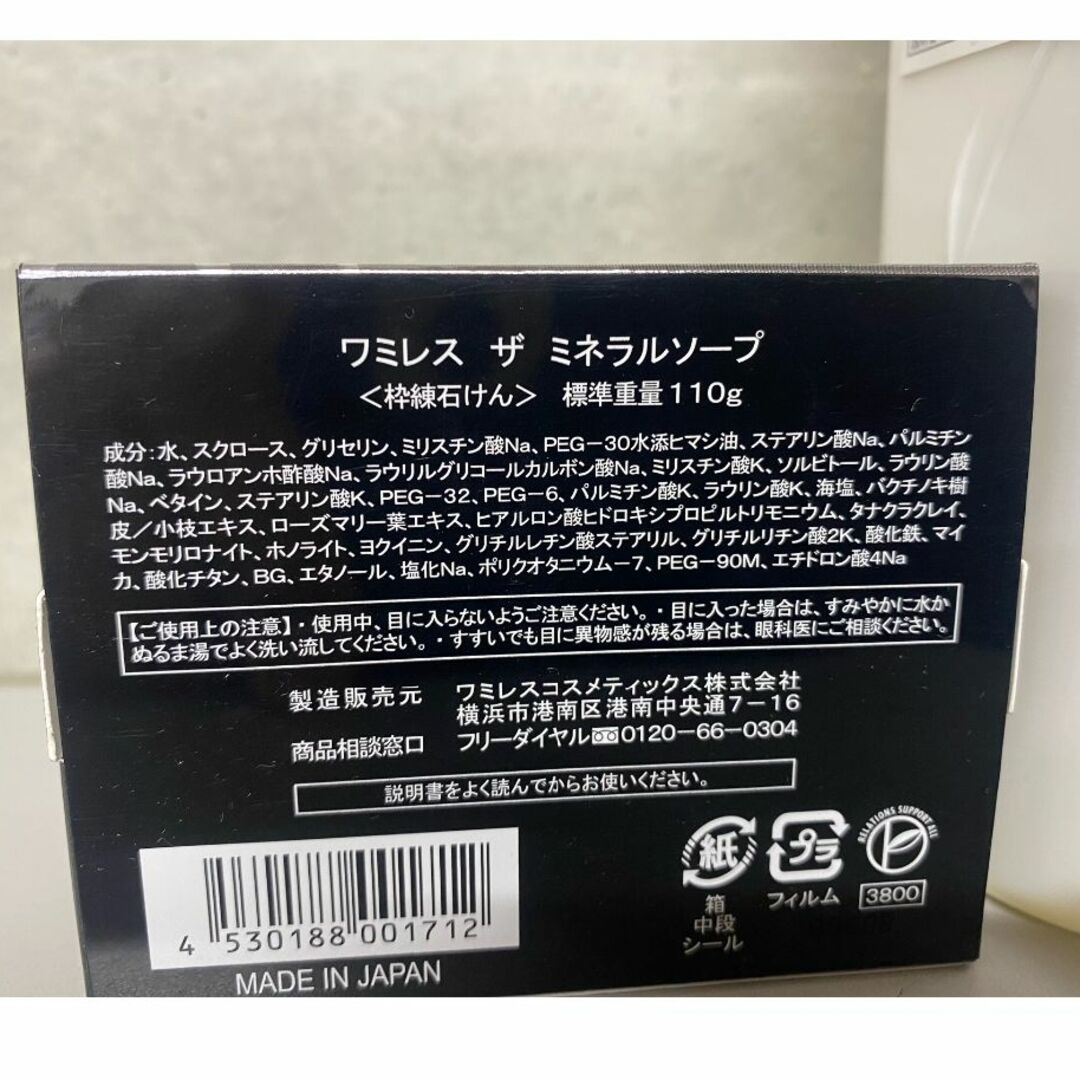 ワミレス ザ ミネラルソープ
＜枠練石けん＞ 標準重量110g
成分：水、スクロース、グリセリン、ミリスチン酸Na、PEG－30水添ヒマシ油、ステアリン酸Na、パルミチン
酸Na、ラウロアンホ酢酸Na、ラウリルグリコールカルボン酸Na、ミリスチン酸K、ソルビトール、ラウリン酸
Na、ベタイン、ステアリン酸K、PEG－32、PEG－6、パルミチン酸K、ラウリン酸K、海塩、バクチノキ樹
皮／小枝エキス、ローズマリー葉エキス、ヒアルロン酸ヒドロキシプロピルトリモニウム、タナクラクレイ、
モンモリロナイト、ホノライト、ヨクイニン、グリチルレチン酸ステアリル、グリチルリチン酸2K、酸化鉄、マイ
カ、酸化チタン、BG、エタノール、塩化Na、ポリクオタニウム－7、PEG－90M、エチドロン酸4Na
【ご使用上の注意】・使用中、目に入らないようご注意ください。・目に入った場合は、すみやかに水か
ぬるま湯でよく洗い流してください。・すすいでも目に異物感が残る場合は、眼科医にご相談ください。
製造販売元 ワミレスコスメティックス株式会社
横浜市港南区港南中央通7－16
商品相談窓口 フリーダイヤル 0120－66－0304
説明書をよく読んでからお使いください。
紙 プラ RELATIONS SUPPORT ALL
箱 フィルム 3800
中段
シール
4 530188 001712
MADE IN JAPAN